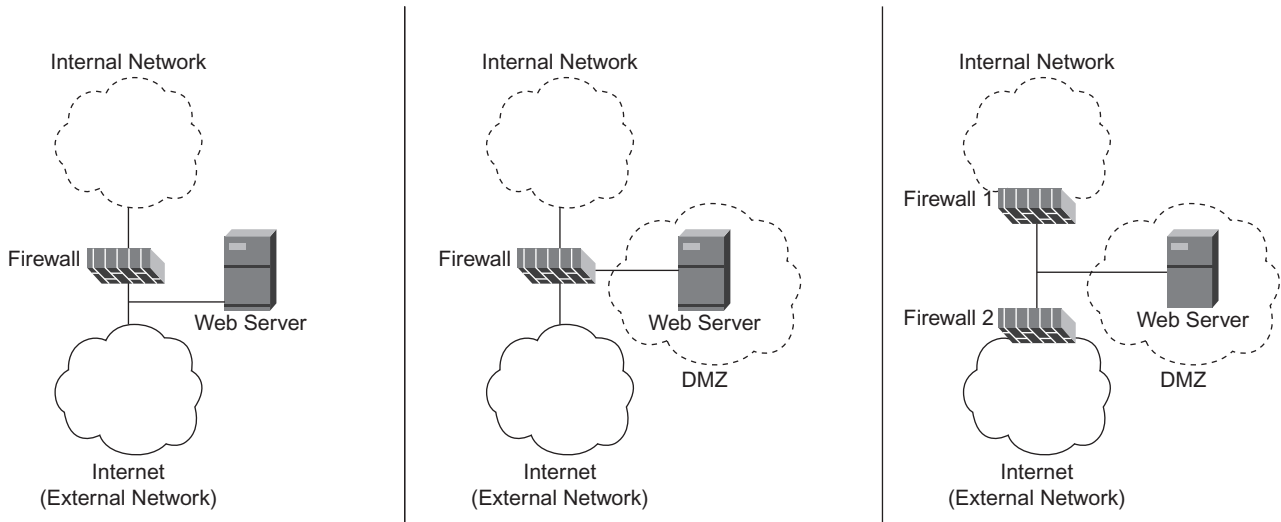 Internal Network
Firewall
Web Server
Internet
(External Network)
Internal Network
Firewall
Web Server
DMZ
Internet
(External Network)
Internal Network
Firewall 1
Firewall 2
Web Server
DMZ
Internet
(External Network)